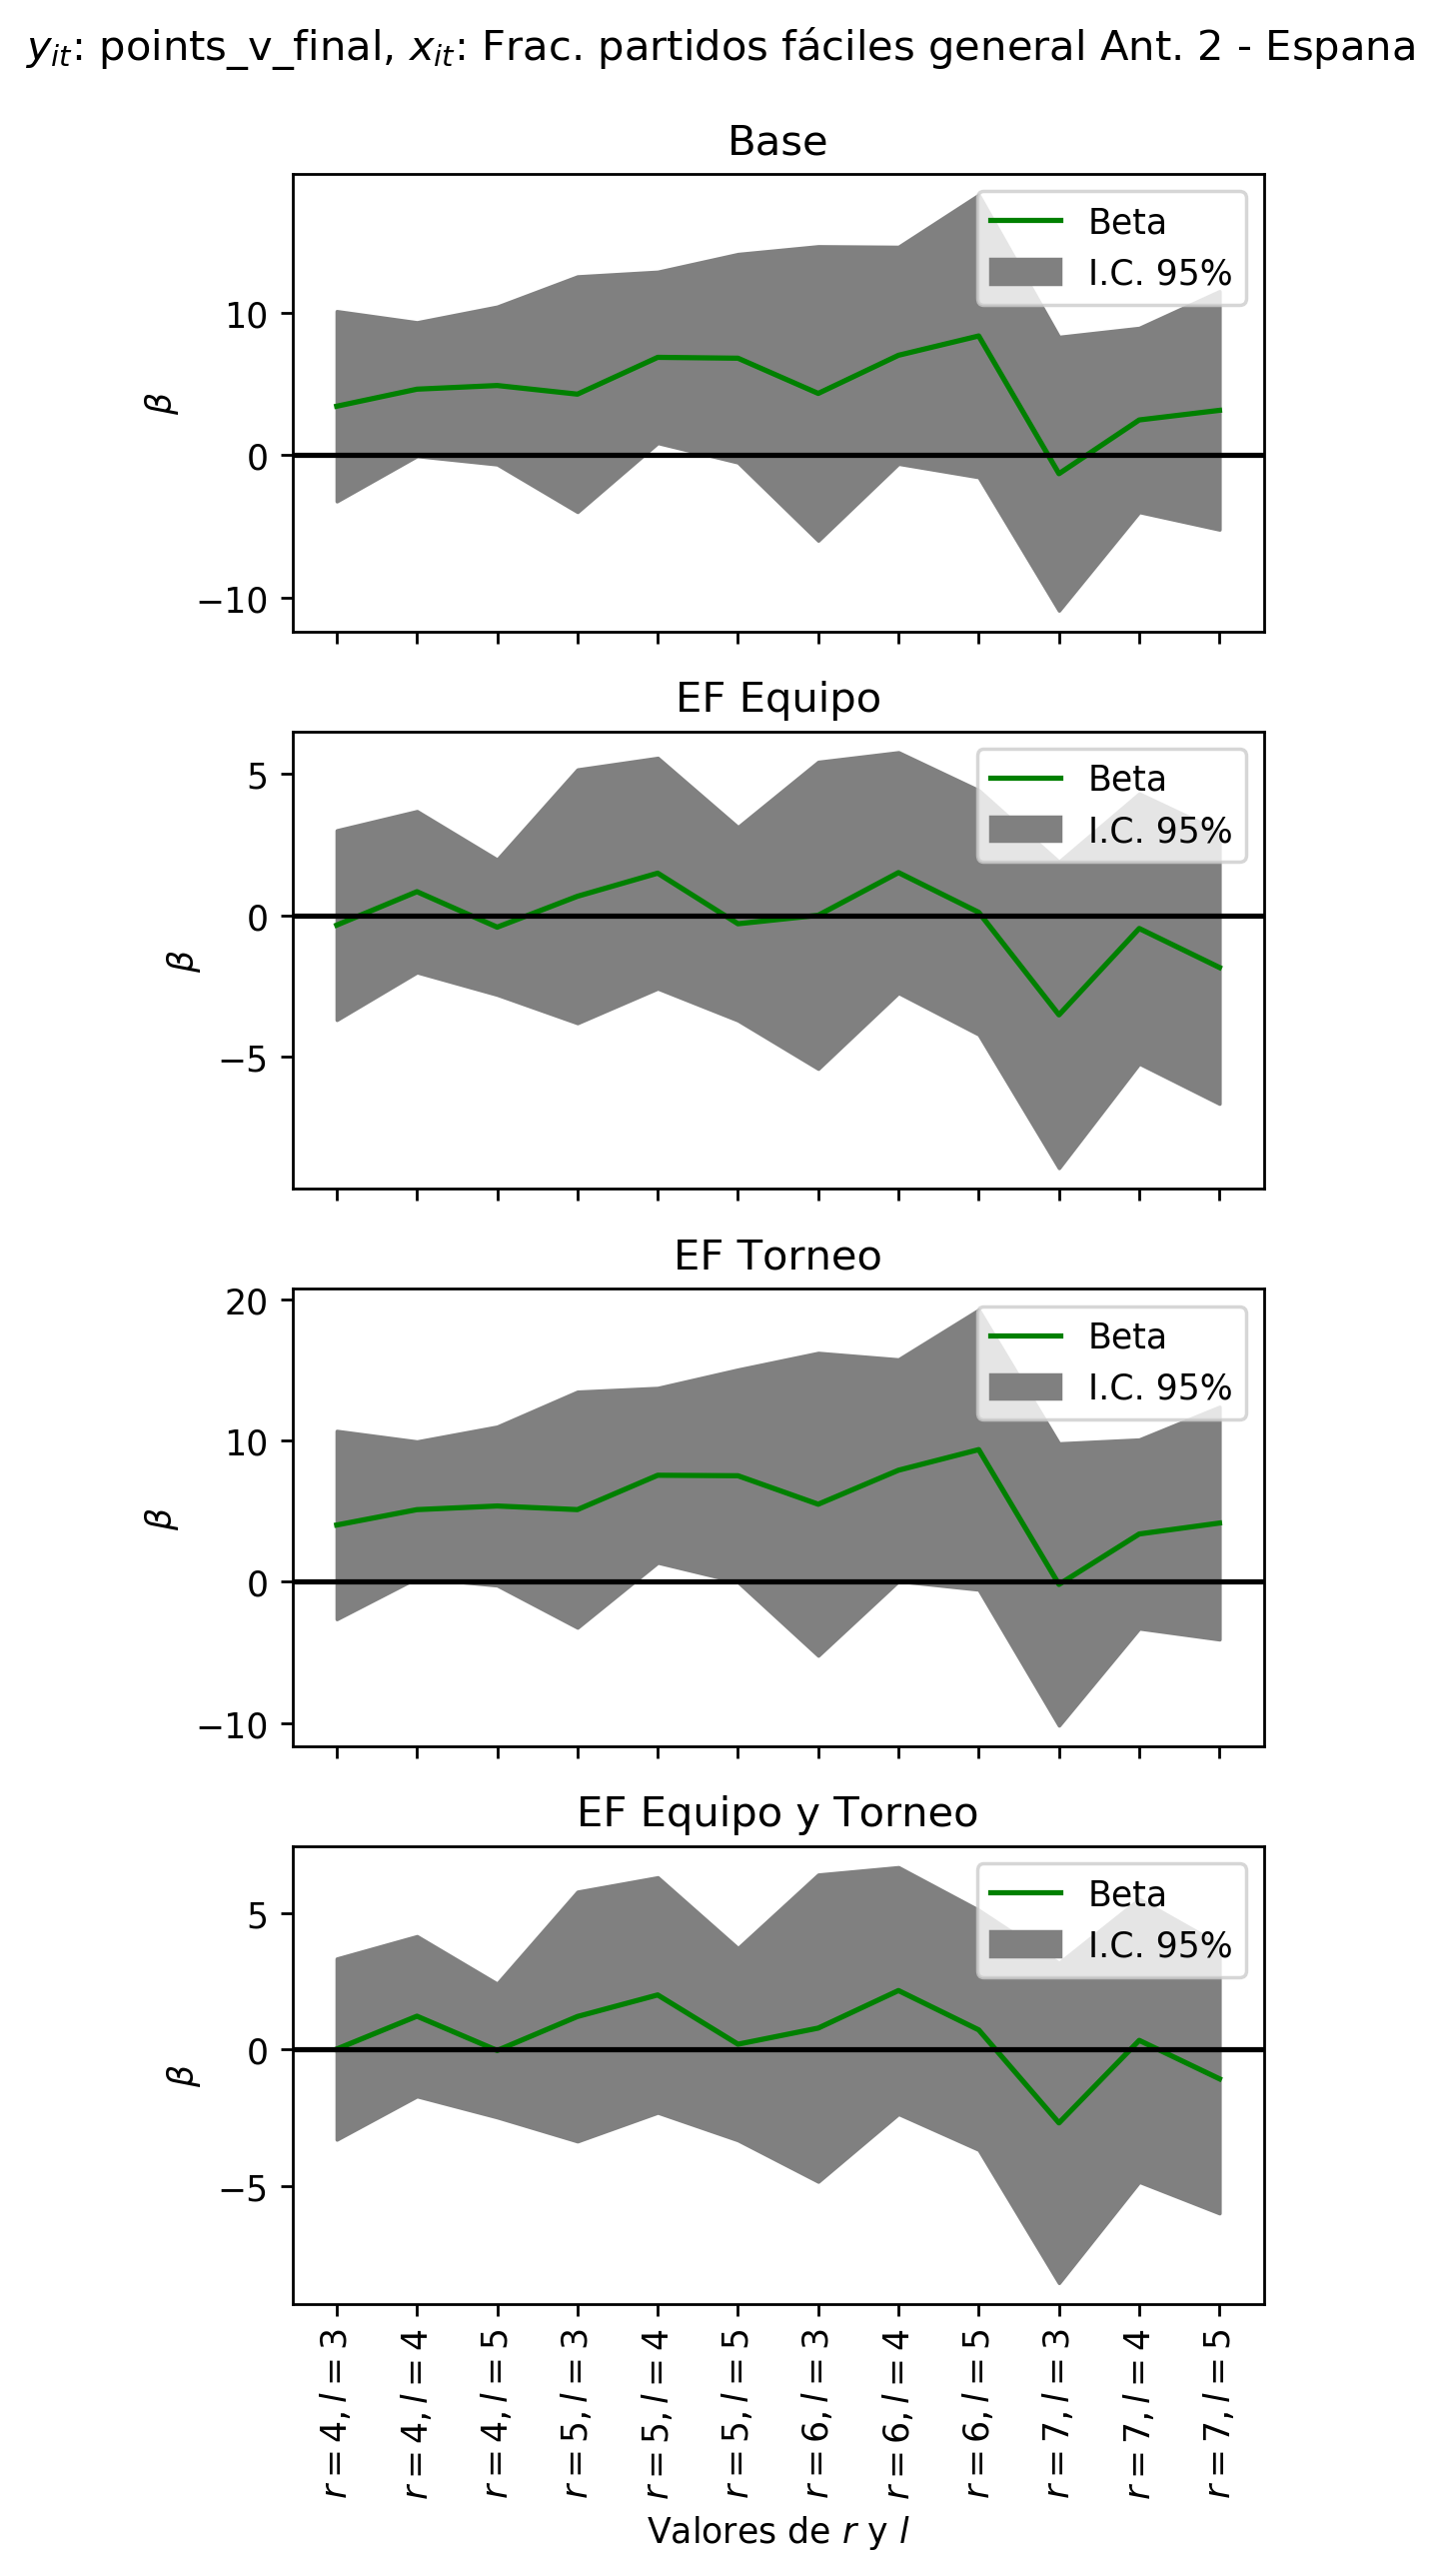 y_it: points_v_final, x_it: Frac. partidos fáciles general Ant. 2 - Espana
Base
Beta
I.C. 95%
10
0
−10
β
EF Equipo
Beta
I.C. 95%
5
0
−5
β
EF Torneo
Beta
I.C. 95%
20
10
0
−10
β
EF Equipo y Torneo
Beta
I.C. 95%
5
0
−5
β
r = 4, l = 3
r = 4, l = 4
r = 4, l = 5
r = 5, l = 3
r = 5, l = 4
r = 5, l = 5
r = 6, l = 3
r = 6, l = 4
r = 6, l = 5
r = 7, l = 3
r = 7, l = 4
r = 7, l = 5
Valores de r y l